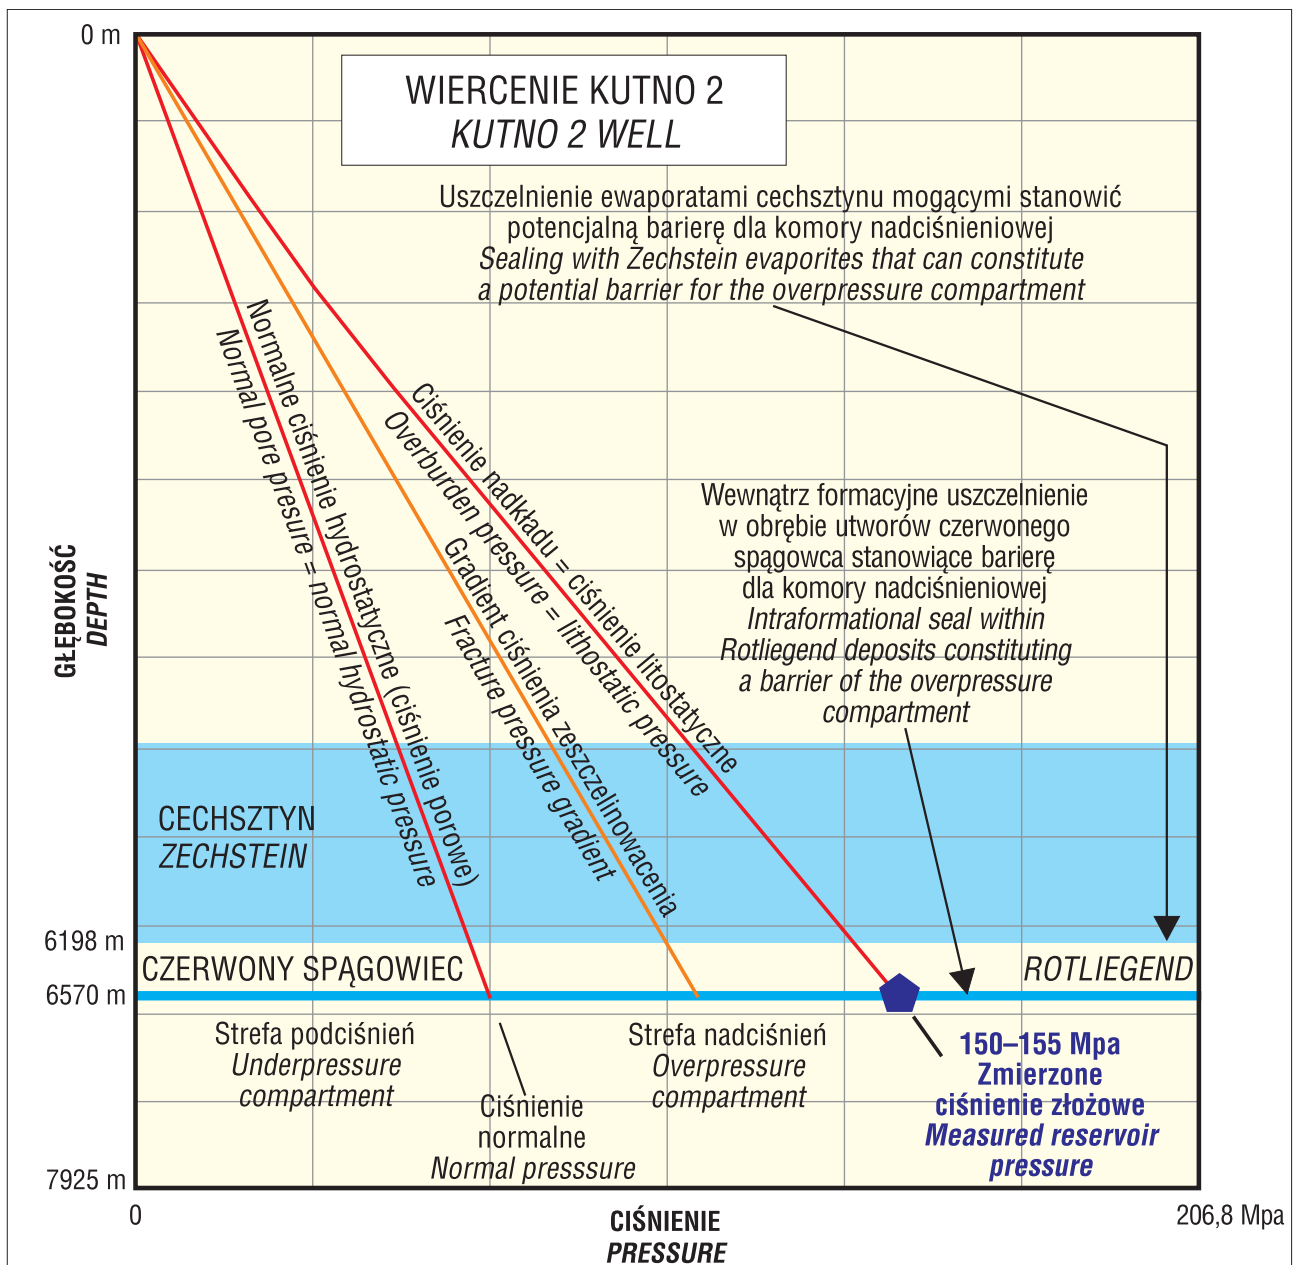 0 m
WIERCENIE KUTNO 2
KUTNO 2 WELL
Uszczelnienie ewaporatami cechsztynu mogącymi stanowić
potencjalną barierę dla komory nadciśnieniowej
Sealing with Zechstein evaporites that can constitute
a potential barrier for the overpressure compartment
Normalne ciśnienie hydrostatyczne (ciśnienie porowe)
Normal pore presure = normal hydrostatic pressure
Ciśnienie nadkładu = ciśnienie litostatyczne
Overburden pressure = lithostatic pressure
Gradient ciśnienia zeszczelinowacenia
Fracture pressure gradient
Wewnątrz formacyjne uszczelnienie
w obrębie utworów czerwonego
spągowca stanowiące barierę
dla komory nadciśnieniowej
Intraformational seal within
Rotliegend deposits constituting
a barrier of the overpressure
compartment
GŁĘBOKOŚĆ
DEPTH
CECHSZTYN
ZECHSTEIN
6198 m
CZERWONY SPĄGOWIEC
ROTLIEGEND
6570 m
Strefa podciśnień
Underpressure
compartment
Ciśnienie
normalne
Normal presssure
Strefa nadciśnień
Overpressure
compartment
150–155 Mpa
Zmierzone
ciśnienie złożowe
Measured reservoir
pressure
7925 m
0
CIŚNIENIE
PRESSURE
206,8 Mpa